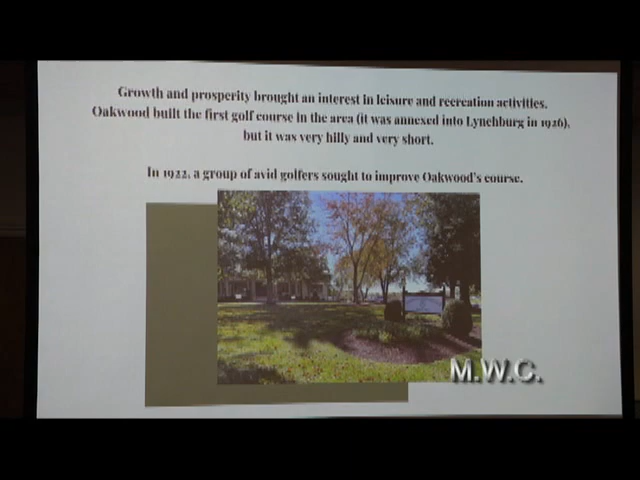 Growth and prosperity brought an interest in leisure and recreation activities.
Oakwood built the first golf course in the area (it was annexed into Lynchburg in 1926),
but it was very hilly and very short.
In 1922, a group of avid golfers sought to improve Oakwood's course.
M.W.C.